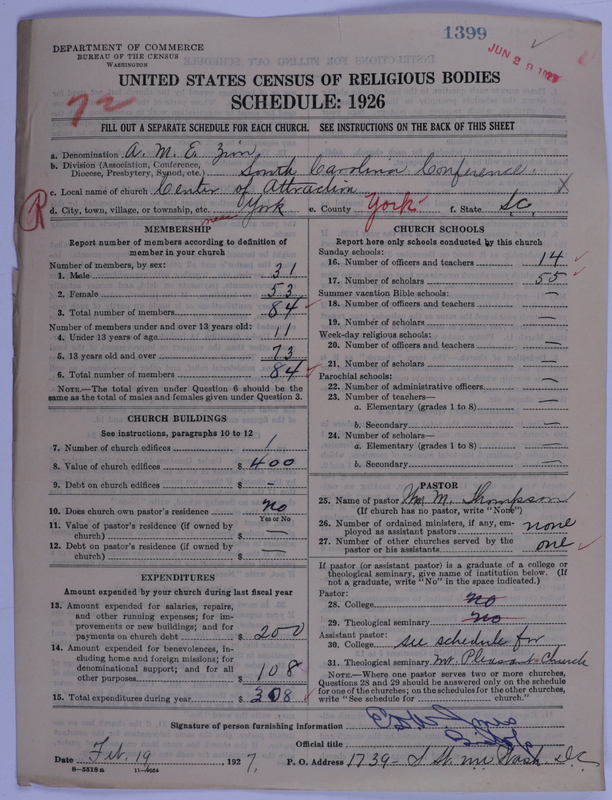 1399
JUN 29 1927
DEPARTMENT OF COMMERCE
BUREAU OF THE CENSUS
WASHINGTON
UNITED STATES CENSUS OF RELIGIOUS BODIES
SCHEDULE: 1926
72
FILL OUT A SEPARATE SCHEDULE FOR EACH CHURCH. SEE INSTRUCTIONS ON THE BACK OF THIS SHEET
a. Denomination A. M. E. Zion
b. Division (Association, Conference, Diocese, Presbytery, Synod, etc.) South Carolina Conference.
c. Local name of church Center of Attraction X
R d. City, town, village, or township, etc. near York e. County York f. State S.C.
MEMBERSHIP
Report number of members according to definition of
member in your church
Number of members, by sex:
1. Male 31
2. Female 53
3. Total number of members 84
Number of members under and over 13 years old:
4. Under 13 years of age 11
5. 13 years old and over 73
6. Total number of members 84
NOTE.—The total given under Question 6 should be
same as the total of males and females given under Question 3.
CHURCH BUILDINGS
See instructions, paragraphs 10 to 12
7. Number of church edifices 1
8. Value of church edifices $ 400
9. Debt on church edifices $ –
10. Does church own pastor's residence no
Yes or No
11. Value of pastor's residence (if owned by
church) $ —
12. Debt on pastor's residence (if owned by
church) $ —
EXPENDITURES
Amount expended by your church during last fiscal year
13. Amount expended for salaries, repairs,
and other running expenses; for im-
provements or new buildings; and for
payments on church debt $ 200
14. Amount expended for benevolences, in-
cluding home and foreign missions; for
denominational support; and for all
other purposes $ 108
15. Total expenditures during year $ 308
CHURCH SCHOOLS
Report here only schools conducted by this church
Sunday schools:
16. Number of officers and teachers 14
17. Number of scholars 55
Summer vacation Bible schools:
18. Number of officers and teachers —
19. Number of scholars —
Week-day religious schools:
20. Number of officers and teachers —
21. Number of scholars —
Parochial schools:
22. Number of administrative officers —
23. Number of teachers—
a. Elementary (grades 1 to 8) —
b. Secondary —
24. Number of scholars—
a. Elementary (grades 1 to 8) —
b. Secondary —
PASTOR
25. Name of pastor Wm M. Thompson
(If church has no pastor, write "None")
26. Number of ordained ministers, if any, em-
ployed as assistant pastors none
27. Number of other churches served by the
pastor or his assistants one
If pastor (or assistant pastor) is a graduate of a college or
theological seminary, give name of institution below. (If
not a graduate, write "No" in the space indicated.)
Pastor:
28. College no
29. Theological seminary no
Assistant pastor:
30. College see schedule for
31. Theological seminary Mt. Pleasant Church
NOTE.—Where one pastor serves two or more churches,
Questions 28 and 29 should be answered only on the schedule
for one of the churches; on the schedules for the other churches,
write "See schedule for church."
Signature of person furnishing information
Official title
Date Feb. 19, 1927. P. O. Address 1739- S St. nw Wash. D.C.
8—5518a 11—9664